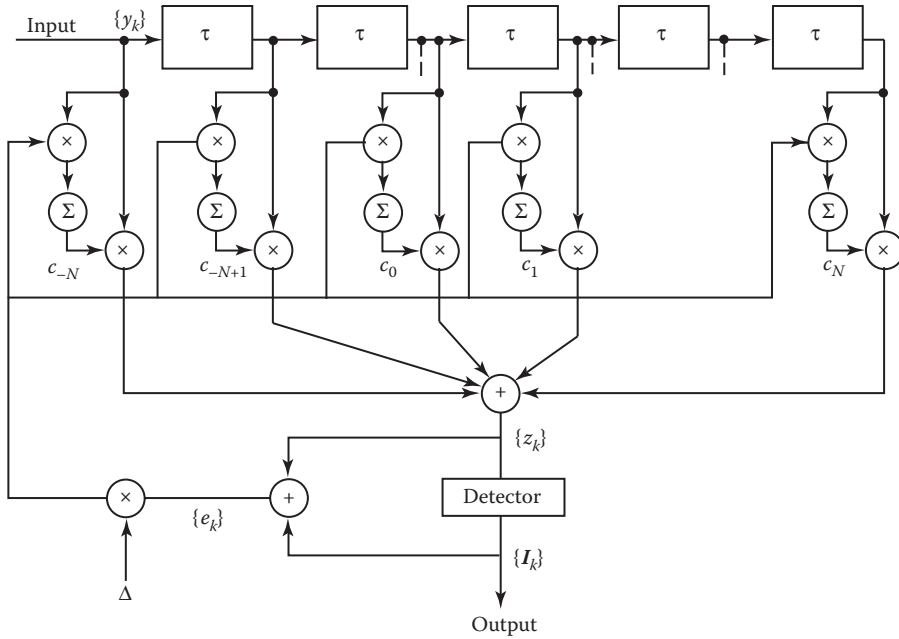 Input
{y_k}
τ
τ
τ
τ
τ
×
×
×
×
×
Σ
Σ
Σ
Σ
Σ
×
×
×
×
×
c_{-N}
c_{-N+1}
c_0
c_1
c_N
+
{z_k}
Detector
×
{e_k}
+
{I_k}
Δ
Output